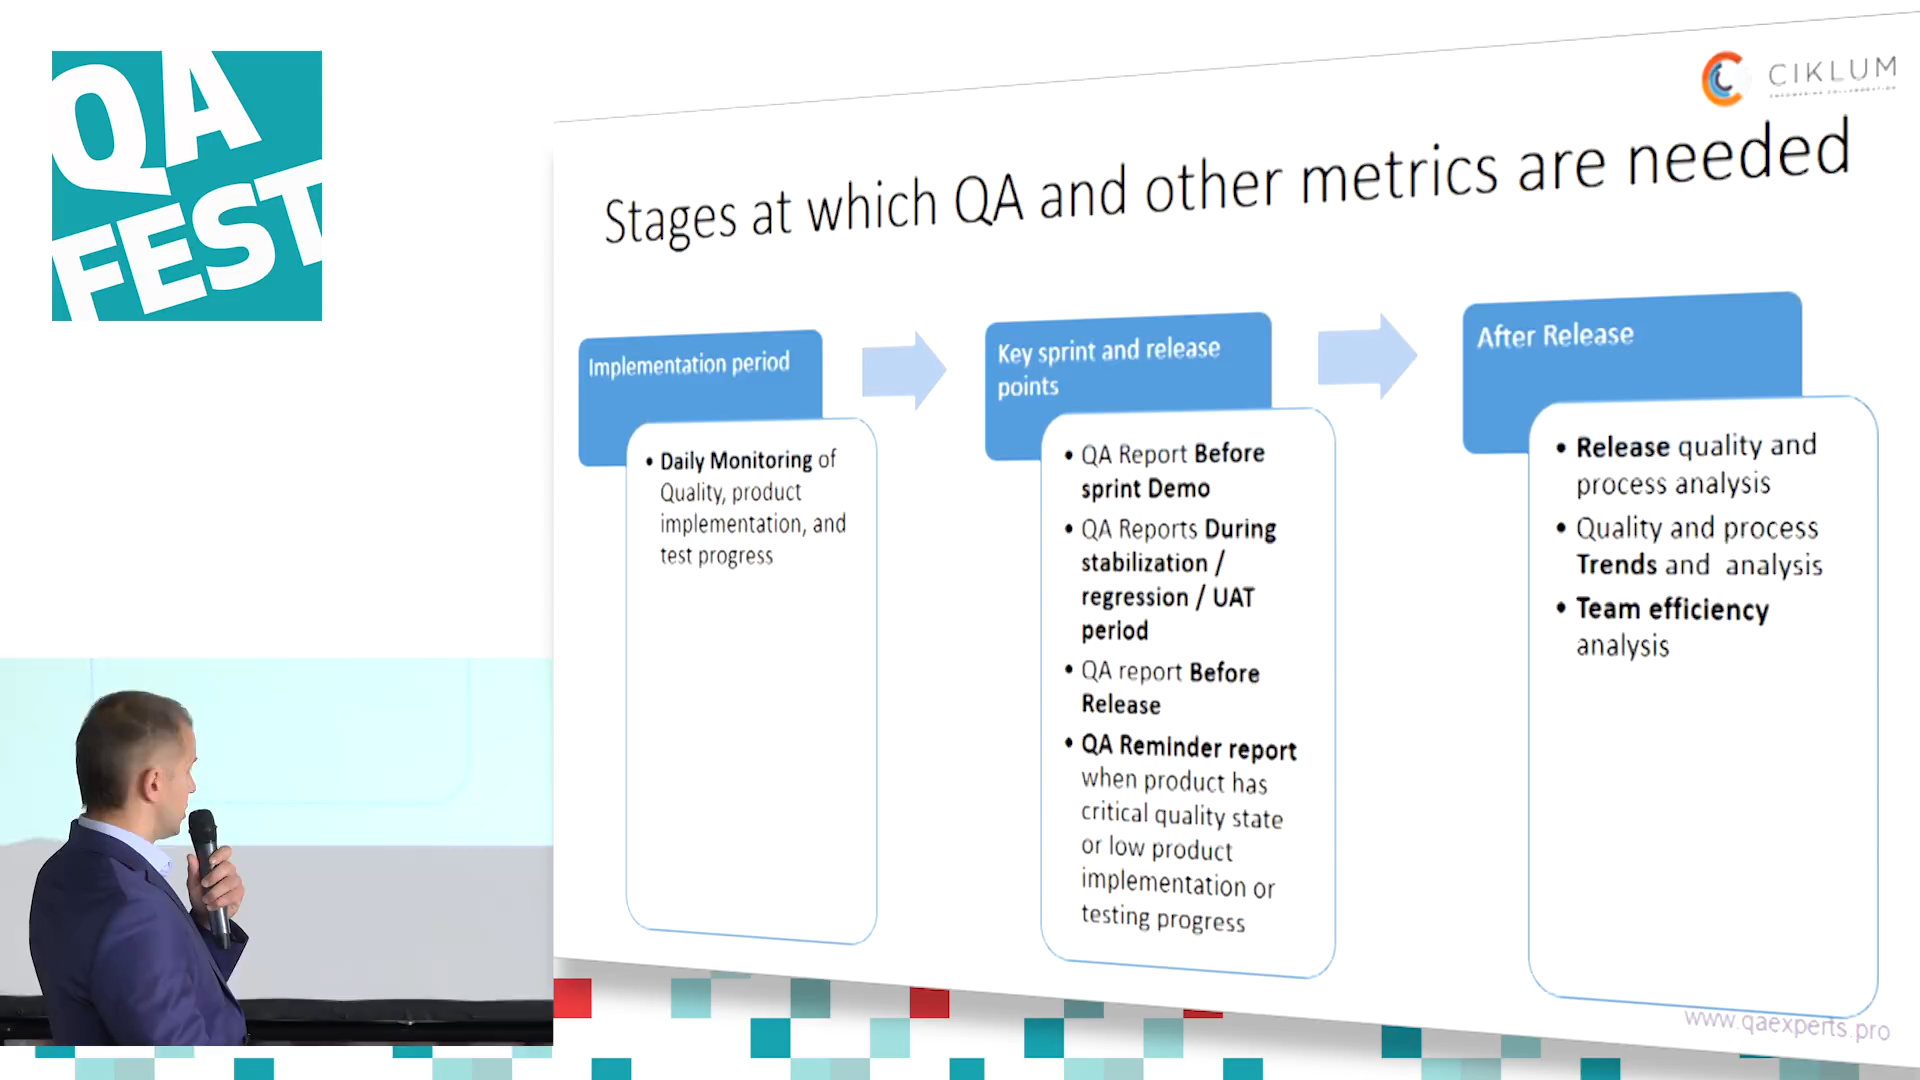 QA
FEST
CIKLUM
Stages at which QA and other metrics are needed
Implementation period
• Daily Monitoring of
Quality, product
implementation, and
test progress
Key sprint and release
points
• QA Report Before
sprint Demo
• QA Reports During
stabilization /
regression / UAT
period
• QA report Before
Release
• QA Reminder report
when product has
critical quality state
or low product
implementation or
testing progress
After Release
• Release quality and
process analysis
• Quality and process
Trends and analysis
• Team efficiency
analysis
www.qaexperts.pro